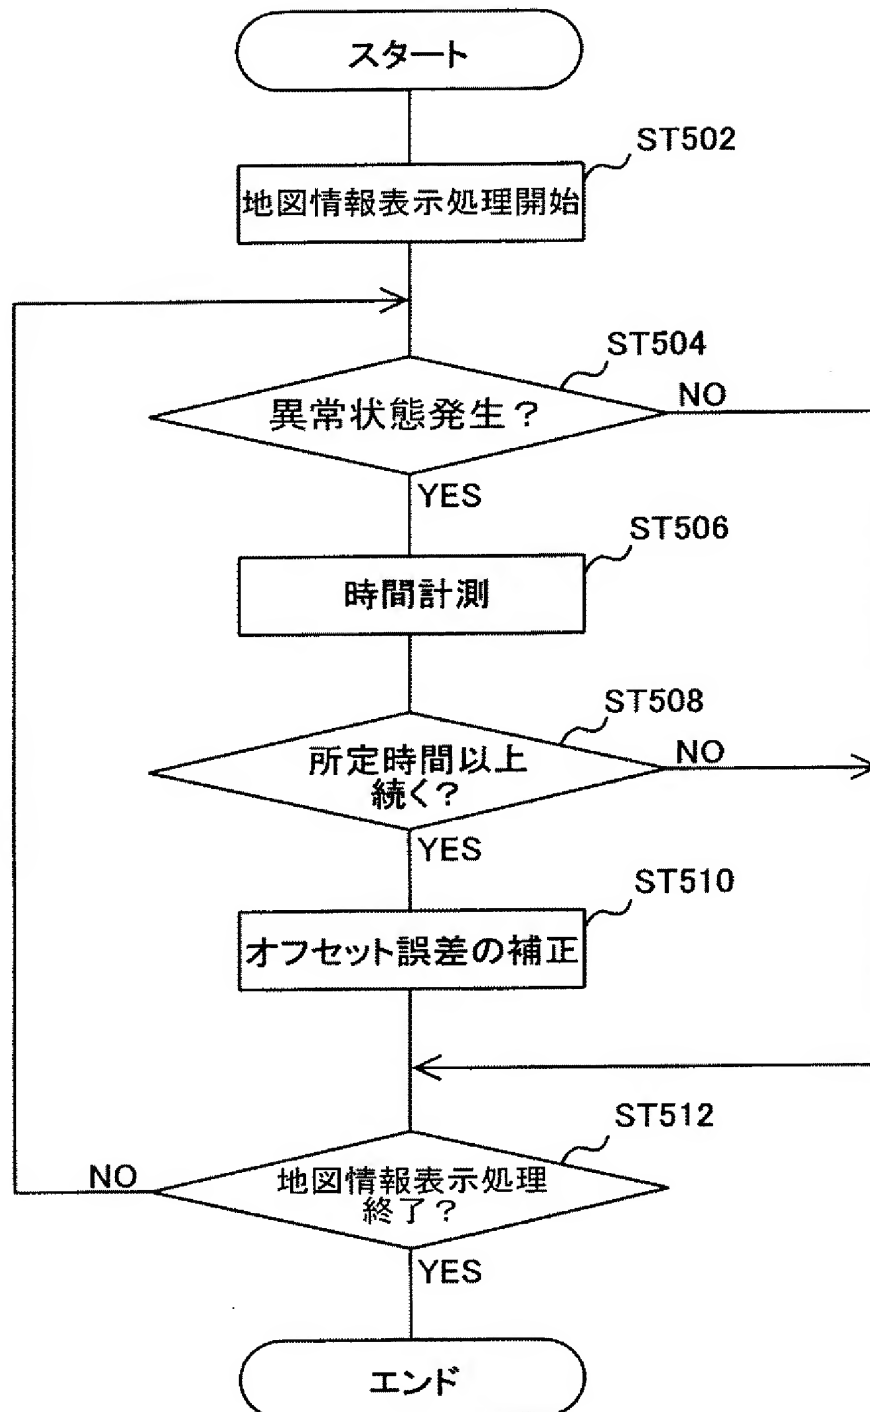 スタート
ST502
地図情報表示処理開始
ST504
異常状態発生？
NO
YES
ST506
時間計測
ST508
所定時間以上
続く？
NO
YES
ST510
オフセット誤差の補正
ST512
地図情報表示処理
終了？
NO
YES
エンド